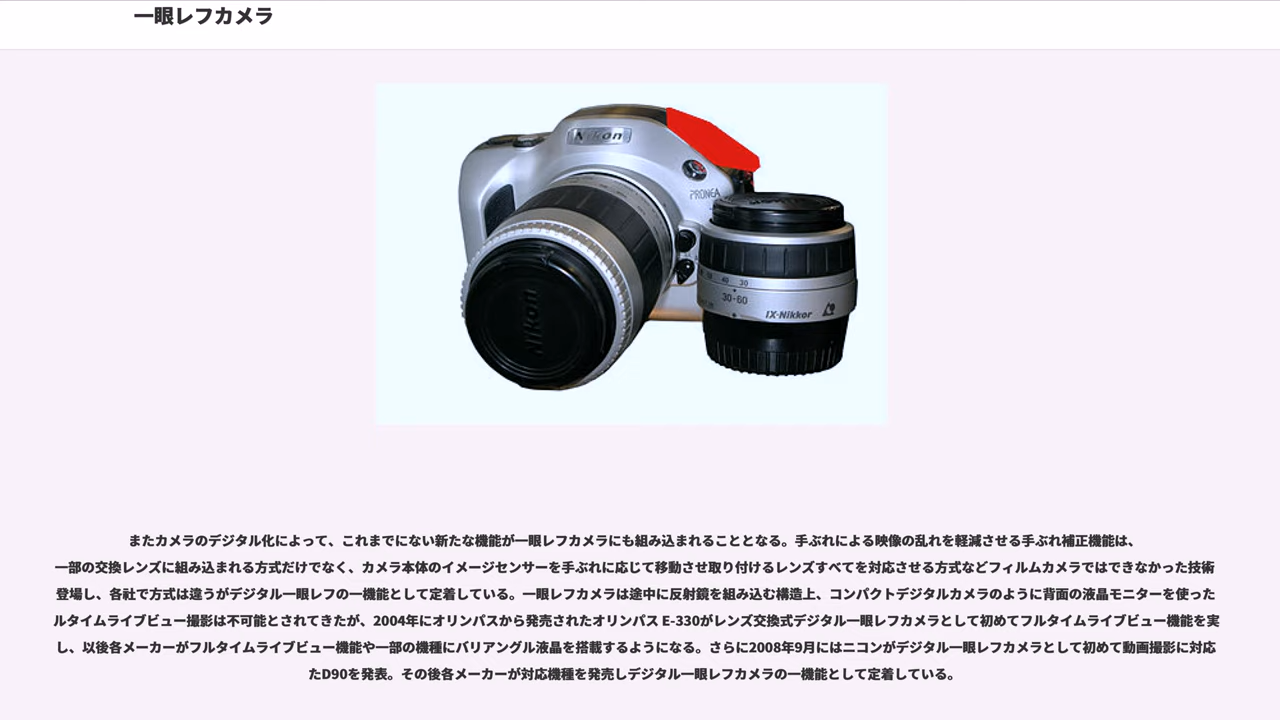 一眼レフカメラ
Nikon
PRONEA
Nikon
Nikon
50 40 30
30-60
IX-Nikkor
またカメラのデジタル化によって、これまでにない新たな機能が一眼レフカメラにも組み込まれることとなる。手ぶれによる映像の乱れを軽減させる手ぶれ補正機能は、
一部の交換レンズに組み込まれる方式だけでなく、カメラ本体のイメージセンサーを手ぶれに応じて移動させ取り付けるレンズすべてを対応させる方式などフィルムカメラではできなかった技術
登場し、各社で方式は違うがデジタル一眼レフの一機能として定着している。一眼レフカメラは途中に反射鏡を組み込む構造上、コンパクトデジタルカメラのように背面の液晶モニターを使った
ルタイムライブビュー撮影は不可能とされてきたが、2004年にオリンパスから発売されたオリンパス E-330がレンズ交換式デジタル一眼レフカメラとして初めてフルタイムライブビュー機能を実
し、以後各メーカーがフルタイムライブビュー機能や一部の機種にバリアングル液晶を搭載するようになる。さらに2008年9月にはニコンがデジタル一眼レフカメラとして初めて動画撮影に対応
たD90を発表。その後各メーカーが対応機種を発売しデジタル一眼レフカメラの一機能として定着している。